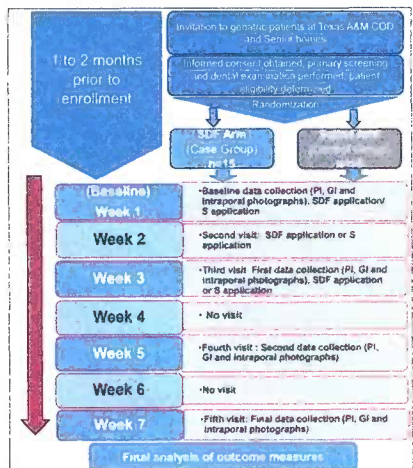 Invitation to geriatric patients at Texas A&M COD
and Senior homes
1 to 2 months
prior to
enrollment
Informed consent obtained, primary screening
and dental examination performed, patient
eligibility determined
Randomization
SDF Arm
(Case Group)
n=15
(Baseline)
Week 1
•Baseline data collection (PI, GI and
intraporal photographs), SDF application/
S application
Week 2
•Second visit: SDF application or S
application
Week 3
•Third visit First data collection (PI, GI and
intraporal photographs), SDF application
or S application
Week 4
• No visit
Week 5
•Fourth visit : Second data collection (PI,
GI and intraporal photographs)
Week 6
•No visit
Week 7
•Fifth visit: Final data collection (PI, GI and
intraporal photographs)
Final analysis of outcome measures